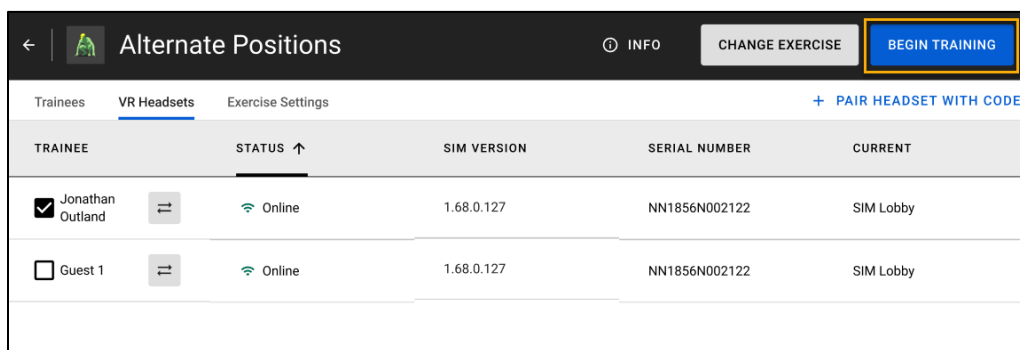 Alternate Positions INFO CHANGE EXERCISE BEGIN TRAINING
Trainees VR Headsets Exercise Settings + PAIR HEADSET WITH CODE
TRAINEE STATUS SIM VERSION SERIAL NUMBER CURRENT
Jonathan
Outland Online 1.68.0.127 NN1856N002122 SIM Lobby
Guest 1 Online 1.68.0.127 NN1856N002122 SIM Lobby